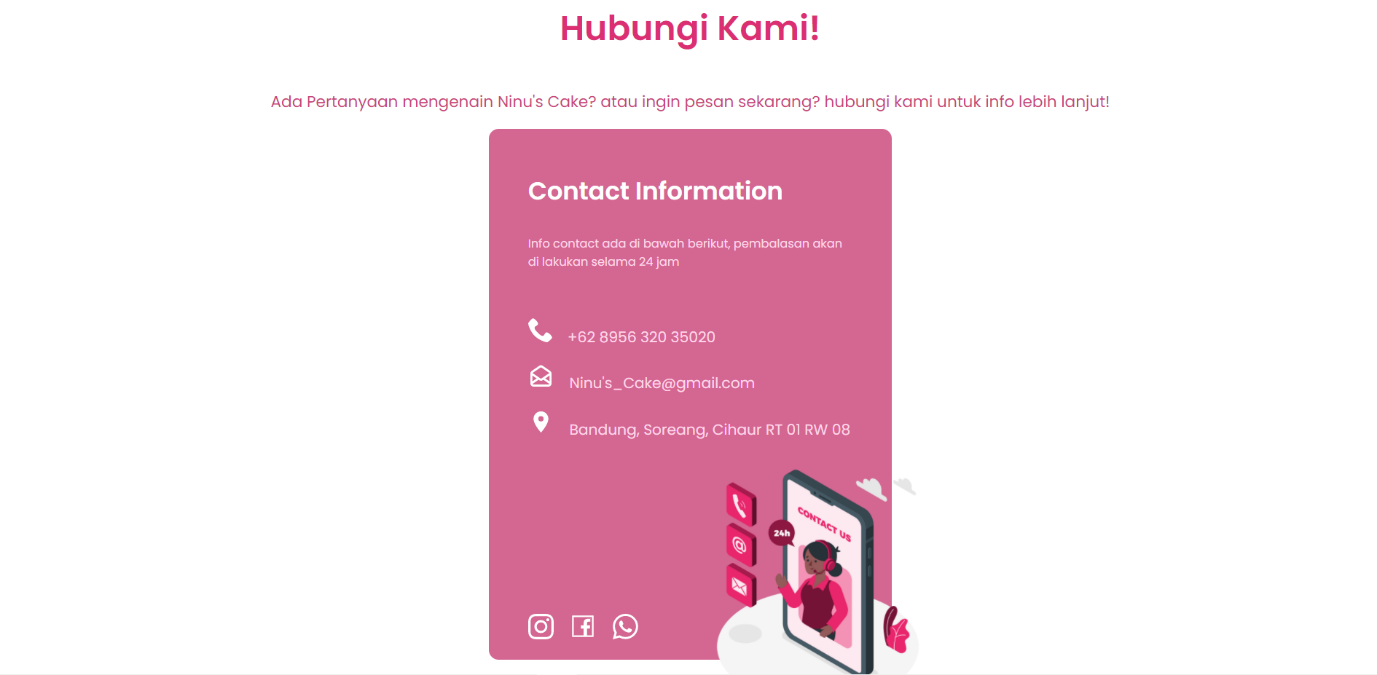 Hubungi Kami!
Ada Pertanyaan mengenain Ninu's Cake? atau ingin pesan sekarang? hubungi kami untuk info lebih lanjut!
Contact Information
Info contact ada di bawah berikut, pembalasan akan
di lakukan selama 24 jam
+62 8956 320 35020
Ninu's_Cake@gmail.com
Bandung, Soreang, Cihaur RT 01 RW 08
CONTACT US
24h